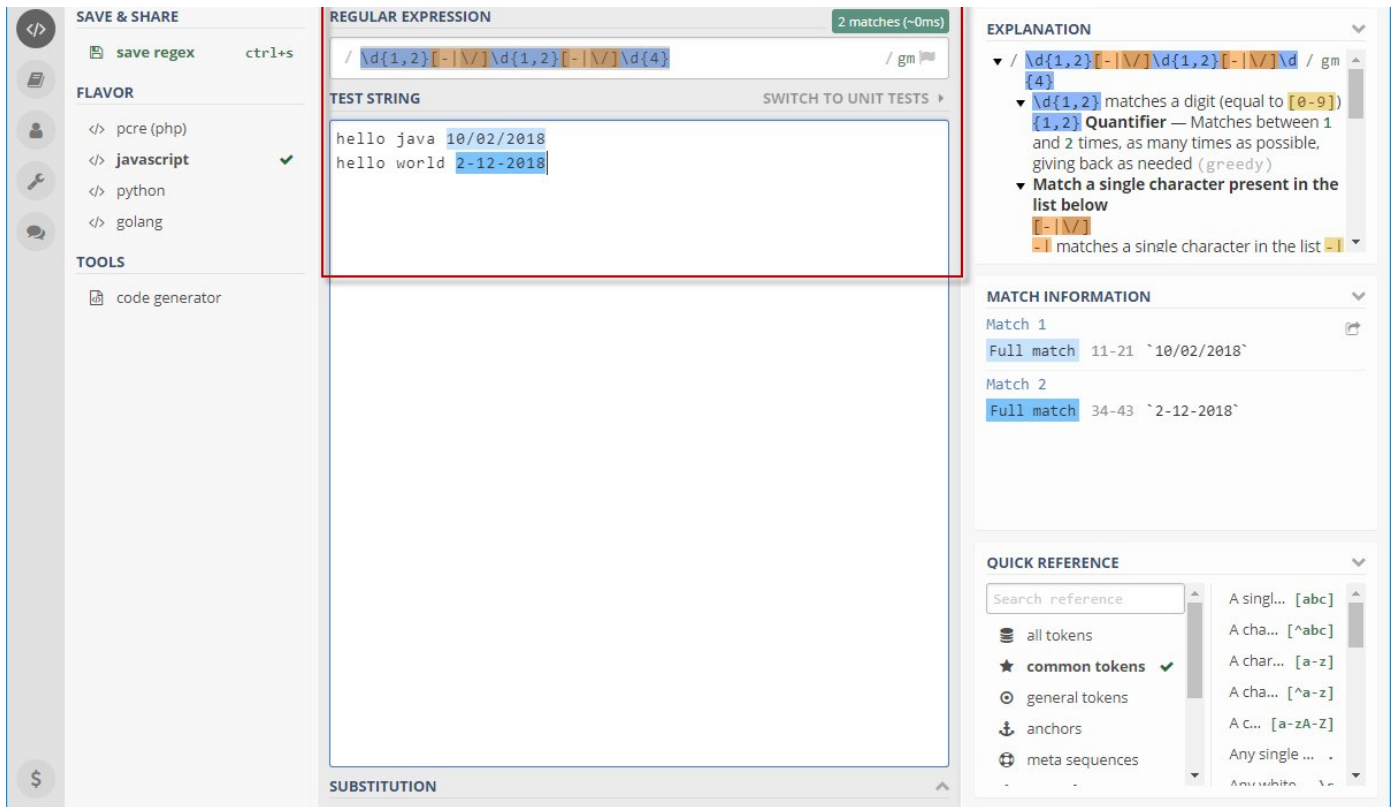 SAVE & SHARE
save regex ctrl+s
FLAVOR
</> pcre (php)
</> javascript
</> python
</> golang
TOOLS
code generator
REGULAR EXPRESSION
2 matches (~0ms)
/ \d{1,2}[-|\/]\d{1,2}[-|\/]\d{4} / gm
TEST STRING
SWITCH TO UNIT TESTS
hello java 10/02/2018
hello world 2-12-2018
SUBSTITUTION
EXPLANATION
/ \d{1,2}[-|\/]\d{1,2}[-|\/]\d / gm
{4}
\d{1,2} matches a digit (equal to [0-9])
{1,2} Quantifier — Matches between 1
and 2 times, as many times as possible,
giving back as needed (greedy)
Match a single character present in the
list below
[-|\/]
-| matches a single character in the list -|
MATCH INFORMATION
Match 1
Full match 11-21 `10/02/2018`
Match 2
Full match 34-43 `2-12-2018`
QUICK REFERENCE
Search reference
all tokens
common tokens
general tokens
anchors
meta sequences
A singl... [abc]
A cha... [^abc]
A char... [a-z]
A cha... [^a-z]
A c... [a-zA-Z]
Any single ... .
$